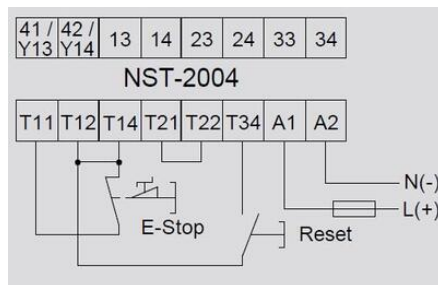 41 / Y13 42 / Y14 13 14 23 24 33 34
NST-2004
T11 T12 T14 T21 T22 T34 A1 A2
N(-)
L(+)
E-Stop Reset